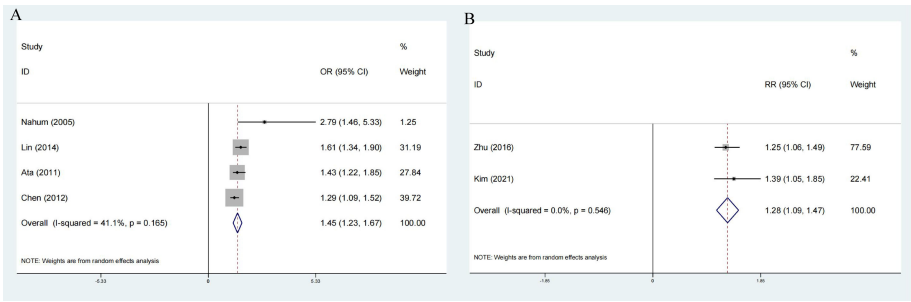 A
Study %
ID OR (95% CI) Weight
Nahum (2005) 2.79 (1.46, 5.33) 1.25
Lin (2014) 1.61 (1.34, 1.90) 31.19
Ata (2011) 1.43 (1.22, 1.85) 27.84
Chen (2012) 1.29 (1.09, 1.52) 39.72
Overall (I-squared = 41.1%, p = 0.165) 1.45 (1.23, 1.67) 100.00
NOTE: Weights are from random effects analysis
-5.33 0 5.33
B
Study %
ID RR (95% CI) Weight
Zhu (2016) 1.25 (1.06, 1.49) 77.59
Kim (2021) 1.39 (1.05, 1.85) 22.41
Overall (I-squared = 0.0%, p = 0.546) 1.28 (1.09, 1.47) 100.00
NOTE: Weights are from random effects analysis
-1.85 0 1.85